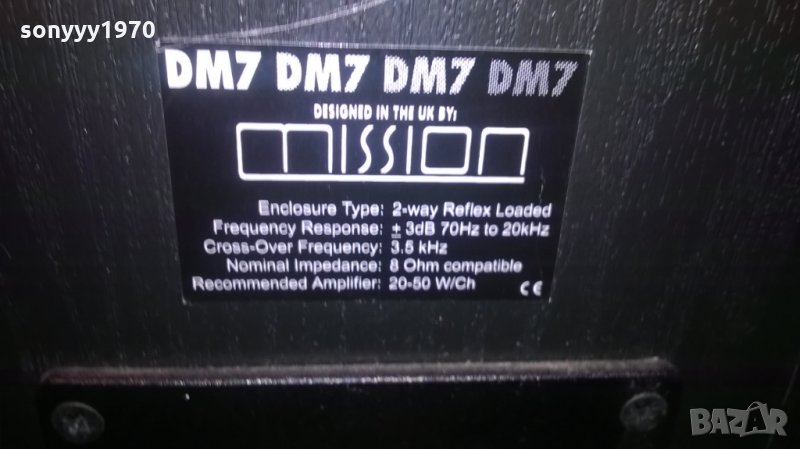 sonyyy1970
DM7 DM7 DM7 DM7
DESIGNED IN THE UK BY:
mission
Enclosure Type: 2-way Reflex Loaded
Frequency Response: ± 3dB 70Hz to 20kHz
Cross-Over Frequency: 3.5 kHz
Nominal Impedance: 8 Ohm compatible
Recommended Amplifier: 20-50 W/Ch
CE
BAZAR